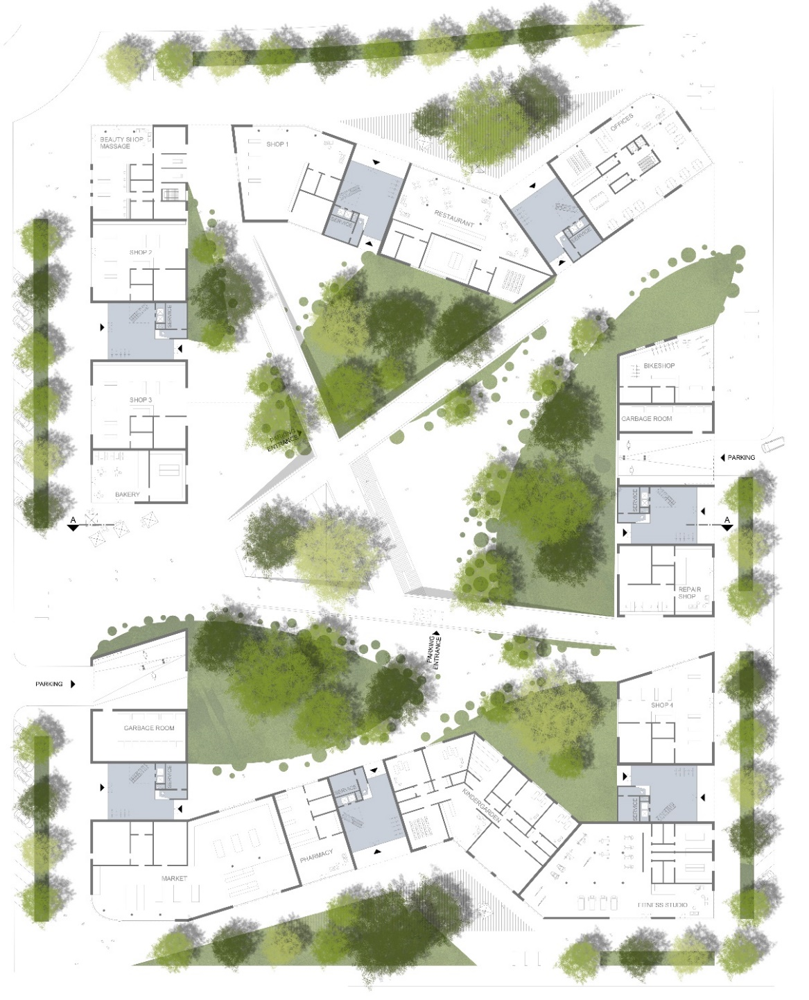 OFFICES
BEAUTY SHOP
MASSAGE
SHOP 1
RESTAURANT
SERVICE
SERVICE
SHOP 2
SERVICE
BIKESHOP
SHOP 3
GARBAGE ROOM
PARKING
ENTRANCE
PARKING
BAKERY
SERVICE
A
A
REPAIR
SHOP
PARKING
ENTRANCE
PARKING
SHOP 4
GARBAGE ROOM
SERVICE
SERVICE
KINDERGARDEN
SERVICE
PHARMACY
MARKET
FITNESS STUDIO